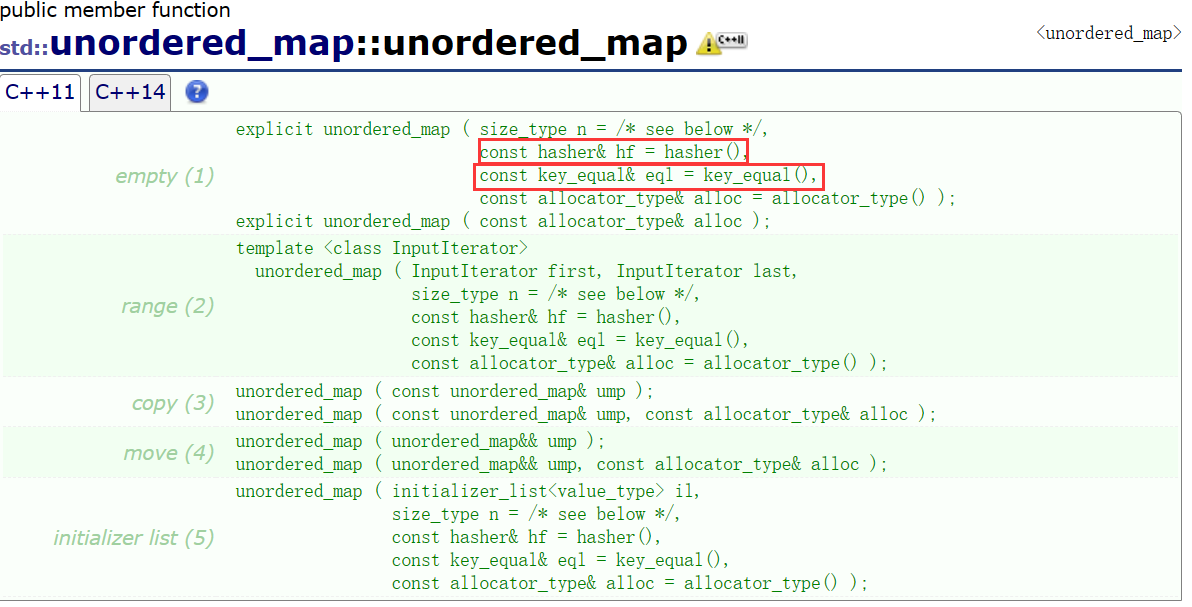 public member function
std::unordered_map::unordered_map C++11
<unordered_map>
C++11 C++14 ?
explicit unordered_map ( size_type n = /* see below */,
const hasher& hf = hasher(),
empty (1)
const key_equal& eql = key_equal(),
const allocator_type& alloc = allocator_type() );
explicit unordered_map ( const allocator_type& alloc );
template <class InputIterator>
unordered_map ( InputIterator first, InputIterator last,
size_type n = /* see below */,
range (2)
const hasher& hf = hasher(),
const key_equal& eql = key_equal(),
const allocator_type& alloc = allocator_type() );
copy (3)
unordered_map ( const unordered_map& ump );
unordered_map ( const unordered_map& ump, const allocator_type& alloc );
move (4)
unordered_map ( unordered_map&& ump );
unordered_map ( unordered_map&& ump, const allocator_type& alloc );
initializer list (5)
unordered_map ( initializer_list<value_type> il,
size_type n = /* see below */,
const hasher& hf = hasher(),
const key_equal& eql = key_equal(),
const allocator_type& alloc = allocator_type() );